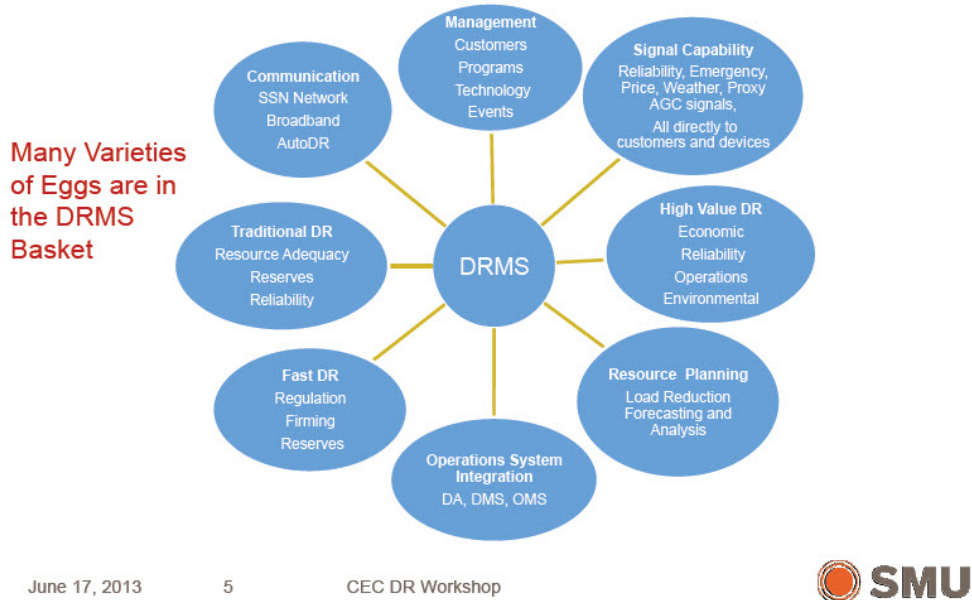 Many Varieties
of Eggs are in
the DRMS
Basket
Management
Customers
Programs
Technology
Events
Signal Capability
Reliability, Emergency,
Price, Weather, Proxy
AGC signals,
All directly to
customers and devices
Communication
SSN Network
Broadband
AutoDR
High Value DR
Economic
Reliability
Operations
Environmental
Traditional DR
Resource Adequacy
Reserves
Reliability
DRMS
Resource Planning
Load Reduction
Forecasting and
Analysis
Fast DR
Regulation
Firming
Reserves
Operations System
Integration
DA, DMS, OMS
June 17, 2013
5
CEC DR Workshop
SMU